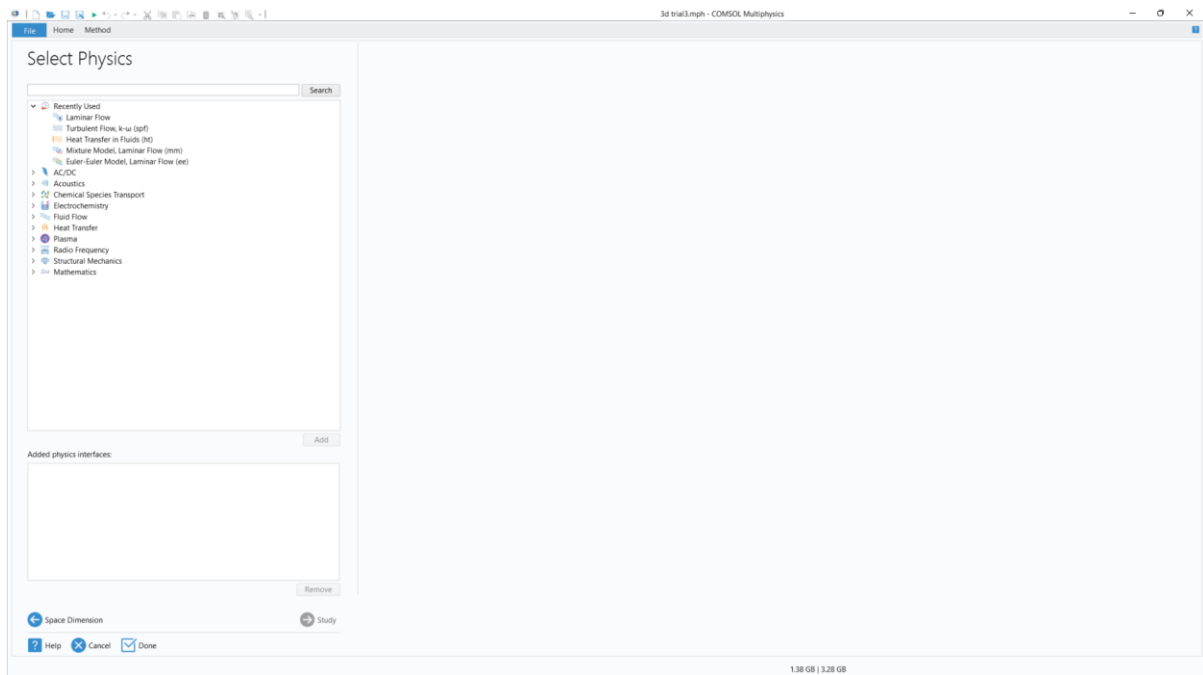 3d trial3.mph - COMSOL Multiphysics
File Home Method
Select Physics
Search
Recently Used
Laminar Flow
Turbulent Flow, k-ω (spf)
Heat Transfer in Fluids (ht)
Mixture Model, Laminar Flow (mm)
Euler-Euler Model, Laminar Flow (ee)
AC/DC
Acoustics
Chemical Species Transport
Electrochemistry
Fluid Flow
Heat Transfer
Plasma
Radio Frequency
Structural Mechanics
Mathematics
Add
Added physics interfaces:
Remove
Space Dimension Study
? Help Cancel Done
1.38 GB | 3.28 GB